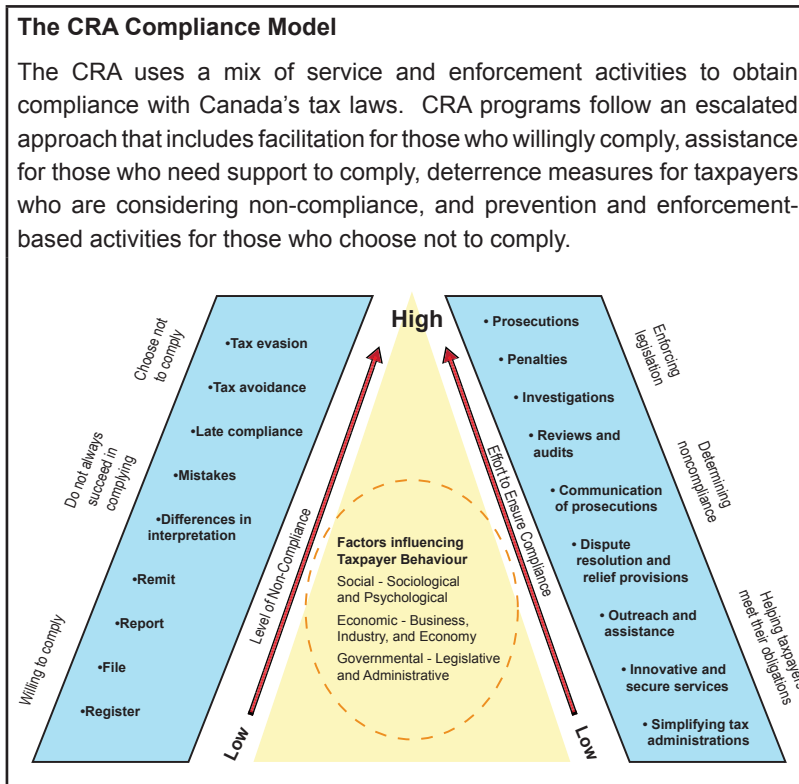 The CRA Compliance Model
The CRA uses a mix of service and enforcement activities to obtain
compliance with Canada's tax laws. CRA programs follow an escalated
approach that includes facilitation for those who willingly comply, assistance
for those who need support to comply, deterrence measures for taxpayers
who are considering non-compliance, and prevention and enforcement-
based activities for those who choose not to comply.
Choose not
to comply
Do not always
succeed in
complying
Willing to comply
•Tax evasion
•Tax avoidance
•Late compliance
•Mistakes
•Differences in
interpretation
•Remit
•Report
•File
•Register
Level of Non-Compliance
High
Low
Factors influencing
Taxpayer Behaviour
Social - Sociological
and Psychological
Economic - Business,
Industry, and Economy
Governmental - Legislative
and Administrative
Effort to Ensure Compliance
Low
• Prosecutions
• Penalties
• Investigations
• Reviews and
audits
• Communication
of prosecutions
• Dispute
resolution and
relief provisions
• Outreach and
assistance
• Innovative and
secure services
• Simplifying tax
administrations
Enforcing
legislation
Determining
noncompliance
Helping taxpayers
meet their obligations